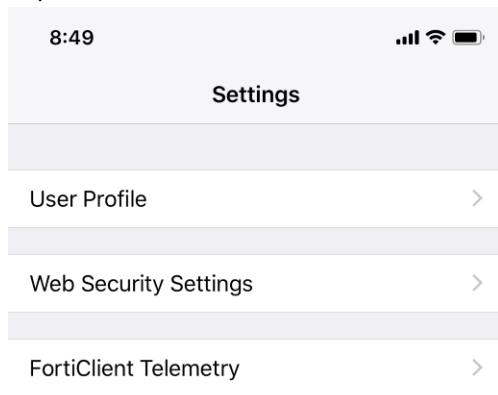 8:49
Settings
User Profile
Web Security Settings
FortiClient Telemetry